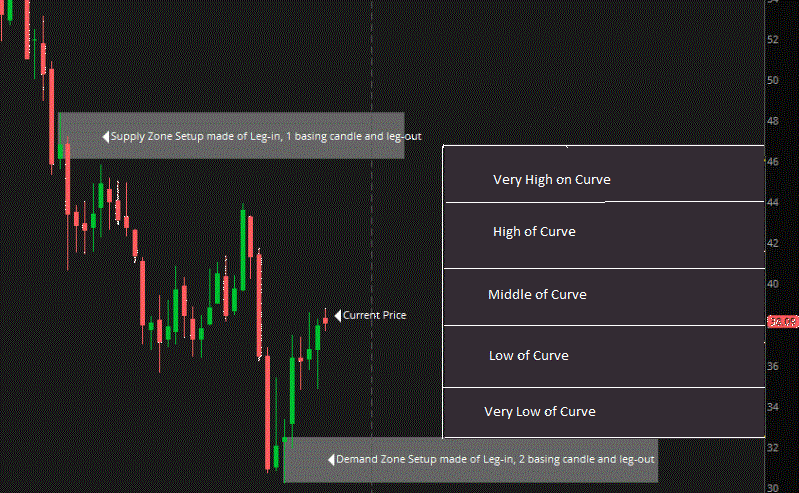 54
52
50
48
Supply Zone Setup made of Leg-in, 1 basing candle and leg-out
46
Very High on Curve
44
High of Curve
42
Middle of Curve
40
Current Price
Low of Curve
36
Very Low of Curve
34
32
Demand Zone Setup made of Leg-in, 2 basing candle and leg-out
30